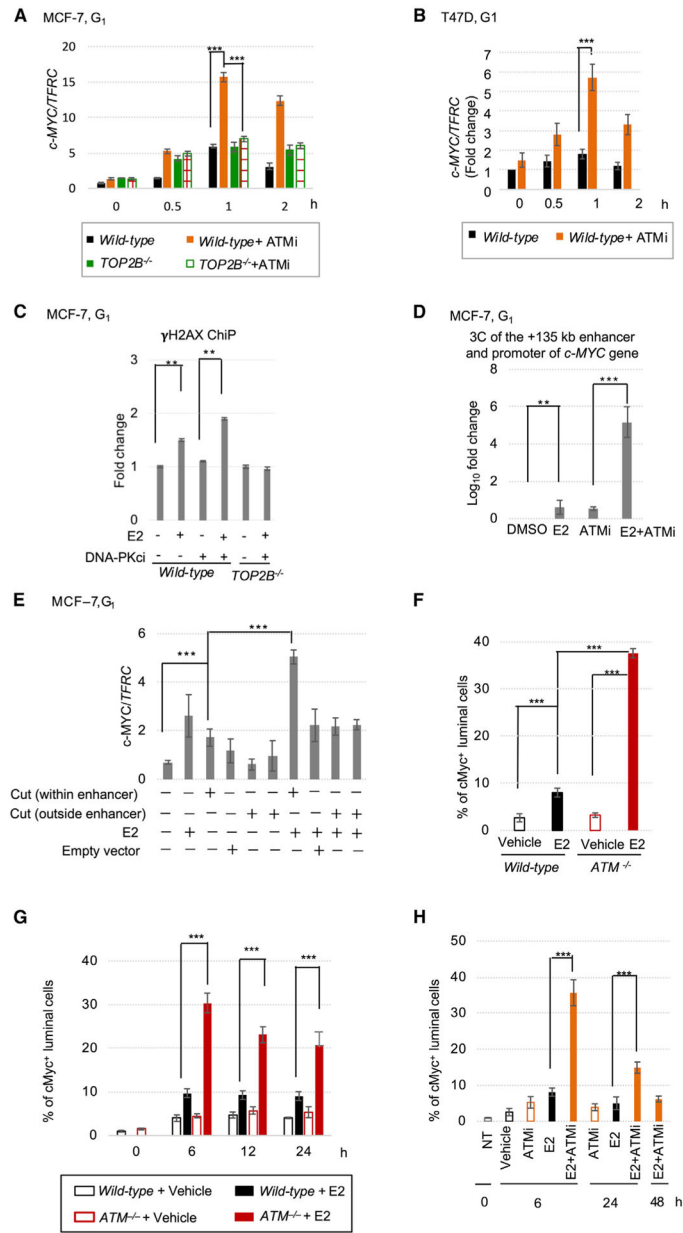 A MCF-7, G1
c-MYC/TFRC
25
20
15
10
5
0
*** ***
0 0.5 1 2 h
Wild-type Wild-type+ ATMi
TOP2B-/- TOP2B-/-+ATMi
B T47D, G1
c-MYC/TFRC
(Fold change)
7
6
5
4
3
2
1
***
0 0.5 1 2 h
Wild-type Wild-type+ ATMi
C MCF-7, G1
γH2AX ChiP
Fold change
3
2
1
0
** **
E2 - + - + - +
DNA-PKci - - + + - +
Wild-type TOP2B-/-
D MCF-7, G1
3C of the +135 kb enhancer
and promoter of c-MYC gene
Log10 fold change
10
8
6
4
2
0
** ***
DMSO E2 ATMi E2+ATMi
E MCF–7,G1
c-MYC/TFRC
6
4
2
0
*** ***
Cut (within enhancer) – – + – – – + – – –
Cut (outside enhancer) – – – – + + – – + +
E2 – + – – – – + + + +
Empty vector – – – + – – – + – –
F
% of cMyc+ luminal cells
40
30
20
10
0
***
***
***
Vehicle E2 Vehicle E2
Wild-type ATM -/-
G
% of cMyc+ luminal cells
50
40
30
20
10
0
*** *** ***
0 6 12 24 h
Wild-type + Vehicle Wild-type + E2
ATM-/- + Vehicle ATM-/- + E2
H
% of cMyc+ luminal cells
50
40
30
20
10
0
*** ***
NT Vehicle ATMi E2 E2+ATMi ATMi E2 E2+ATMi E2+ATMi
0 6 24 48 h